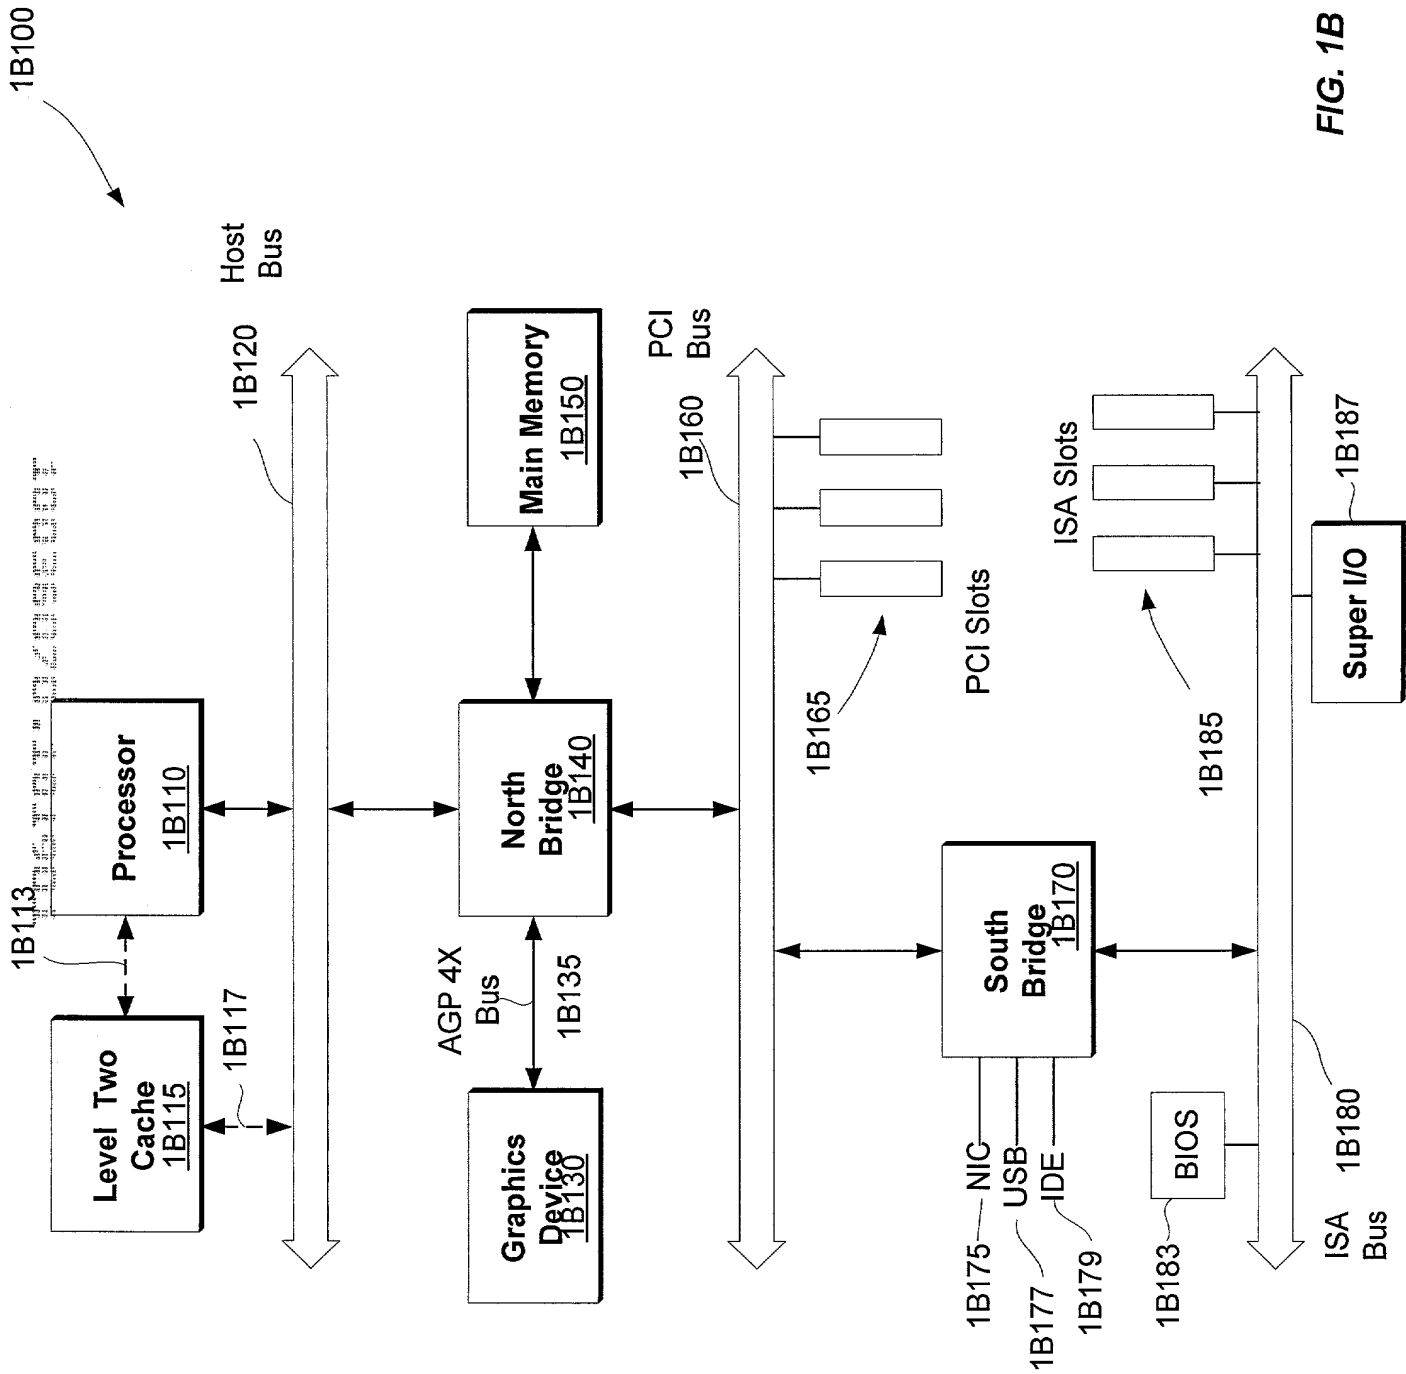 1B100
Host
Bus
1B120
1B113
Processor
1B110
Level Two
Cache
1B115
1B117
Main Memory
1B150
North
Bridge
1B140
AGP 4X
Bus
1B135
Graphics
Device
1B130
PCI
Bus
1B160
1B165
PCI Slots
South
Bridge
1B170
NIC
USB
IDE
1B175
1B177
1B179
ISA Slots
1B185
1B187
Super I/O
BIOS
1B183
1B180
ISA
Bus
FIG. 1B